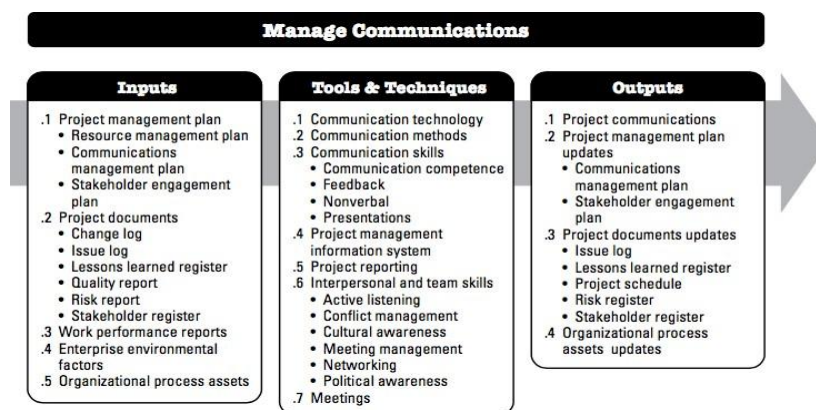 Manage Communications
Inputs
.1 Project management plan
• Resource management plan
• Communications
management plan
• Stakeholder engagement
plan
.2 Project documents
• Change log
• Issue log
• Lessons learned register
• Quality report
• Risk report
• Stakeholder register
.3 Work performance reports
.4 Enterprise environmental
factors
.5 Organizational process assets
Tools & Techniques
.1 Communication technology
.2 Communication methods
.3 Communication skills
• Communication competence
• Feedback
• Nonverbal
• Presentations
.4 Project management
information system
.5 Project reporting
.6 Interpersonal and team skills
• Active listening
• Conflict management
• Cultural awareness
• Meeting management
• Networking
• Political awareness
.7 Meetings
Outputs
.1 Project communications
.2 Project management plan
updates
• Communications
management plan
• Stakeholder engagement
plan
.3 Project documents updates
• Issue log
• Lessons learned register
• Project schedule
• Risk register
• Stakeholder register
.4 Organizational process
assets updates